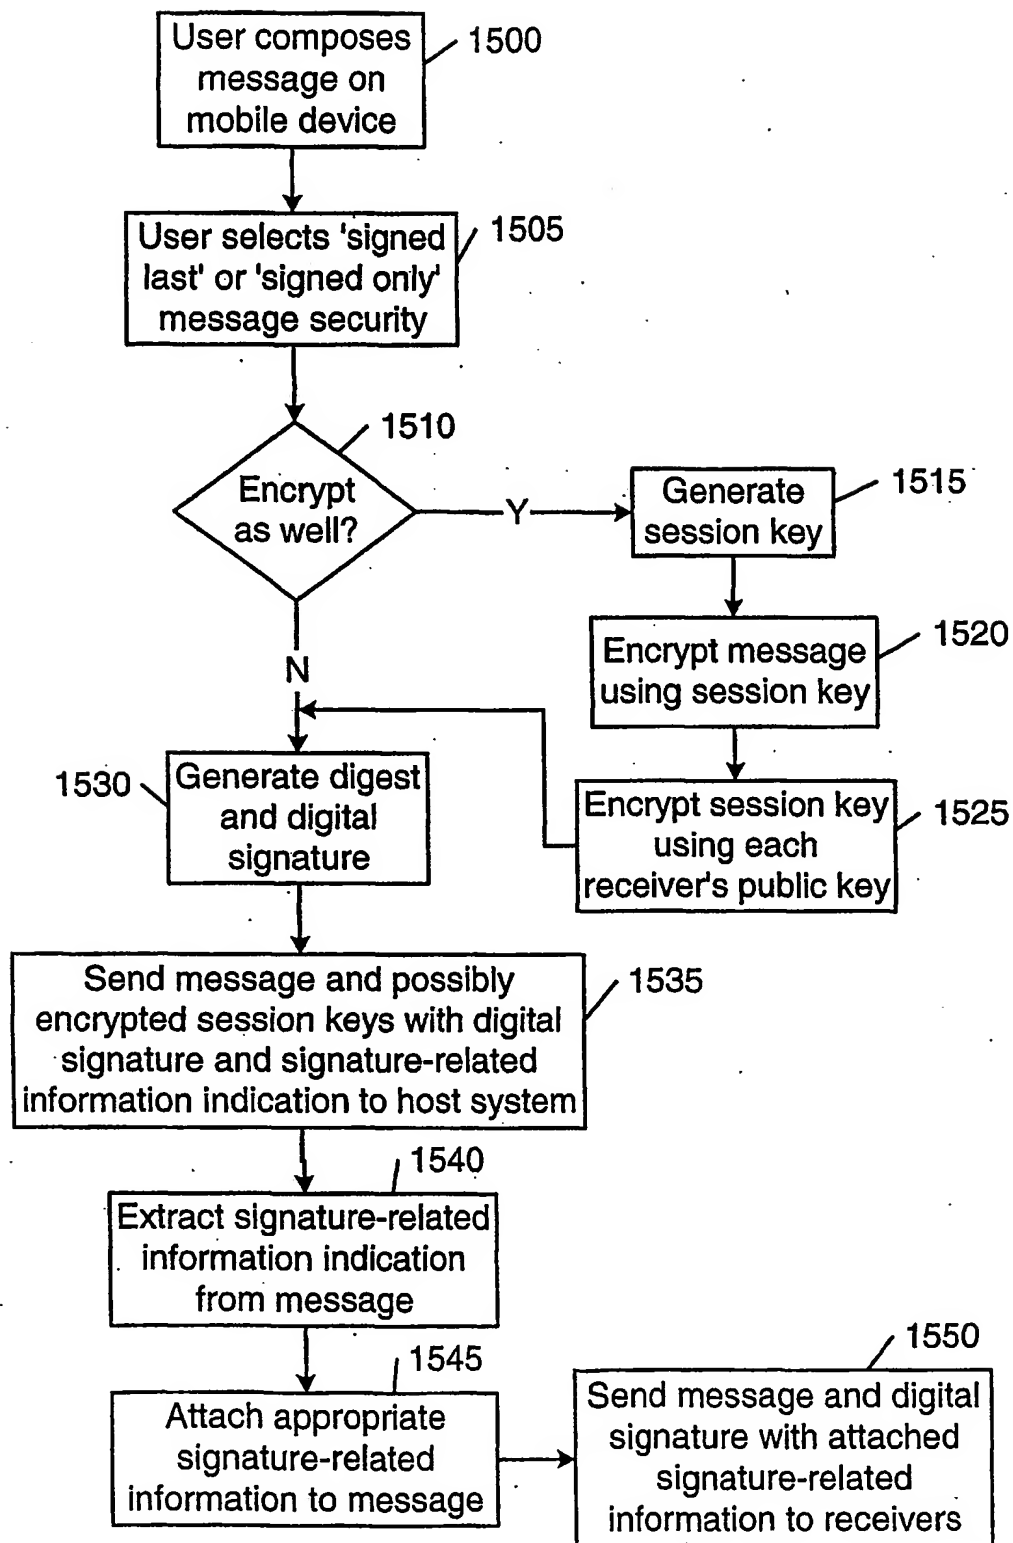 User composes
message on
mobile device
1500
User selects 'signed
last' or 'signed only'
message security
1505
Encrypt
as well?
1510
Y
N
Generate
session key
1515
Encrypt message
using session key
1520
Encrypt session key
using each
receiver's public key
1525
1530
Generate digest
and digital
signature
Send message and possibly
encrypted session keys with digital
signature and signature-related
information indication to host system
1535
1540
Extract signature-related
information indication
from message
1545
Attach appropriate
signature-related
information to message
1550
Send message and digital
signature with attached
signature-related
information to receivers